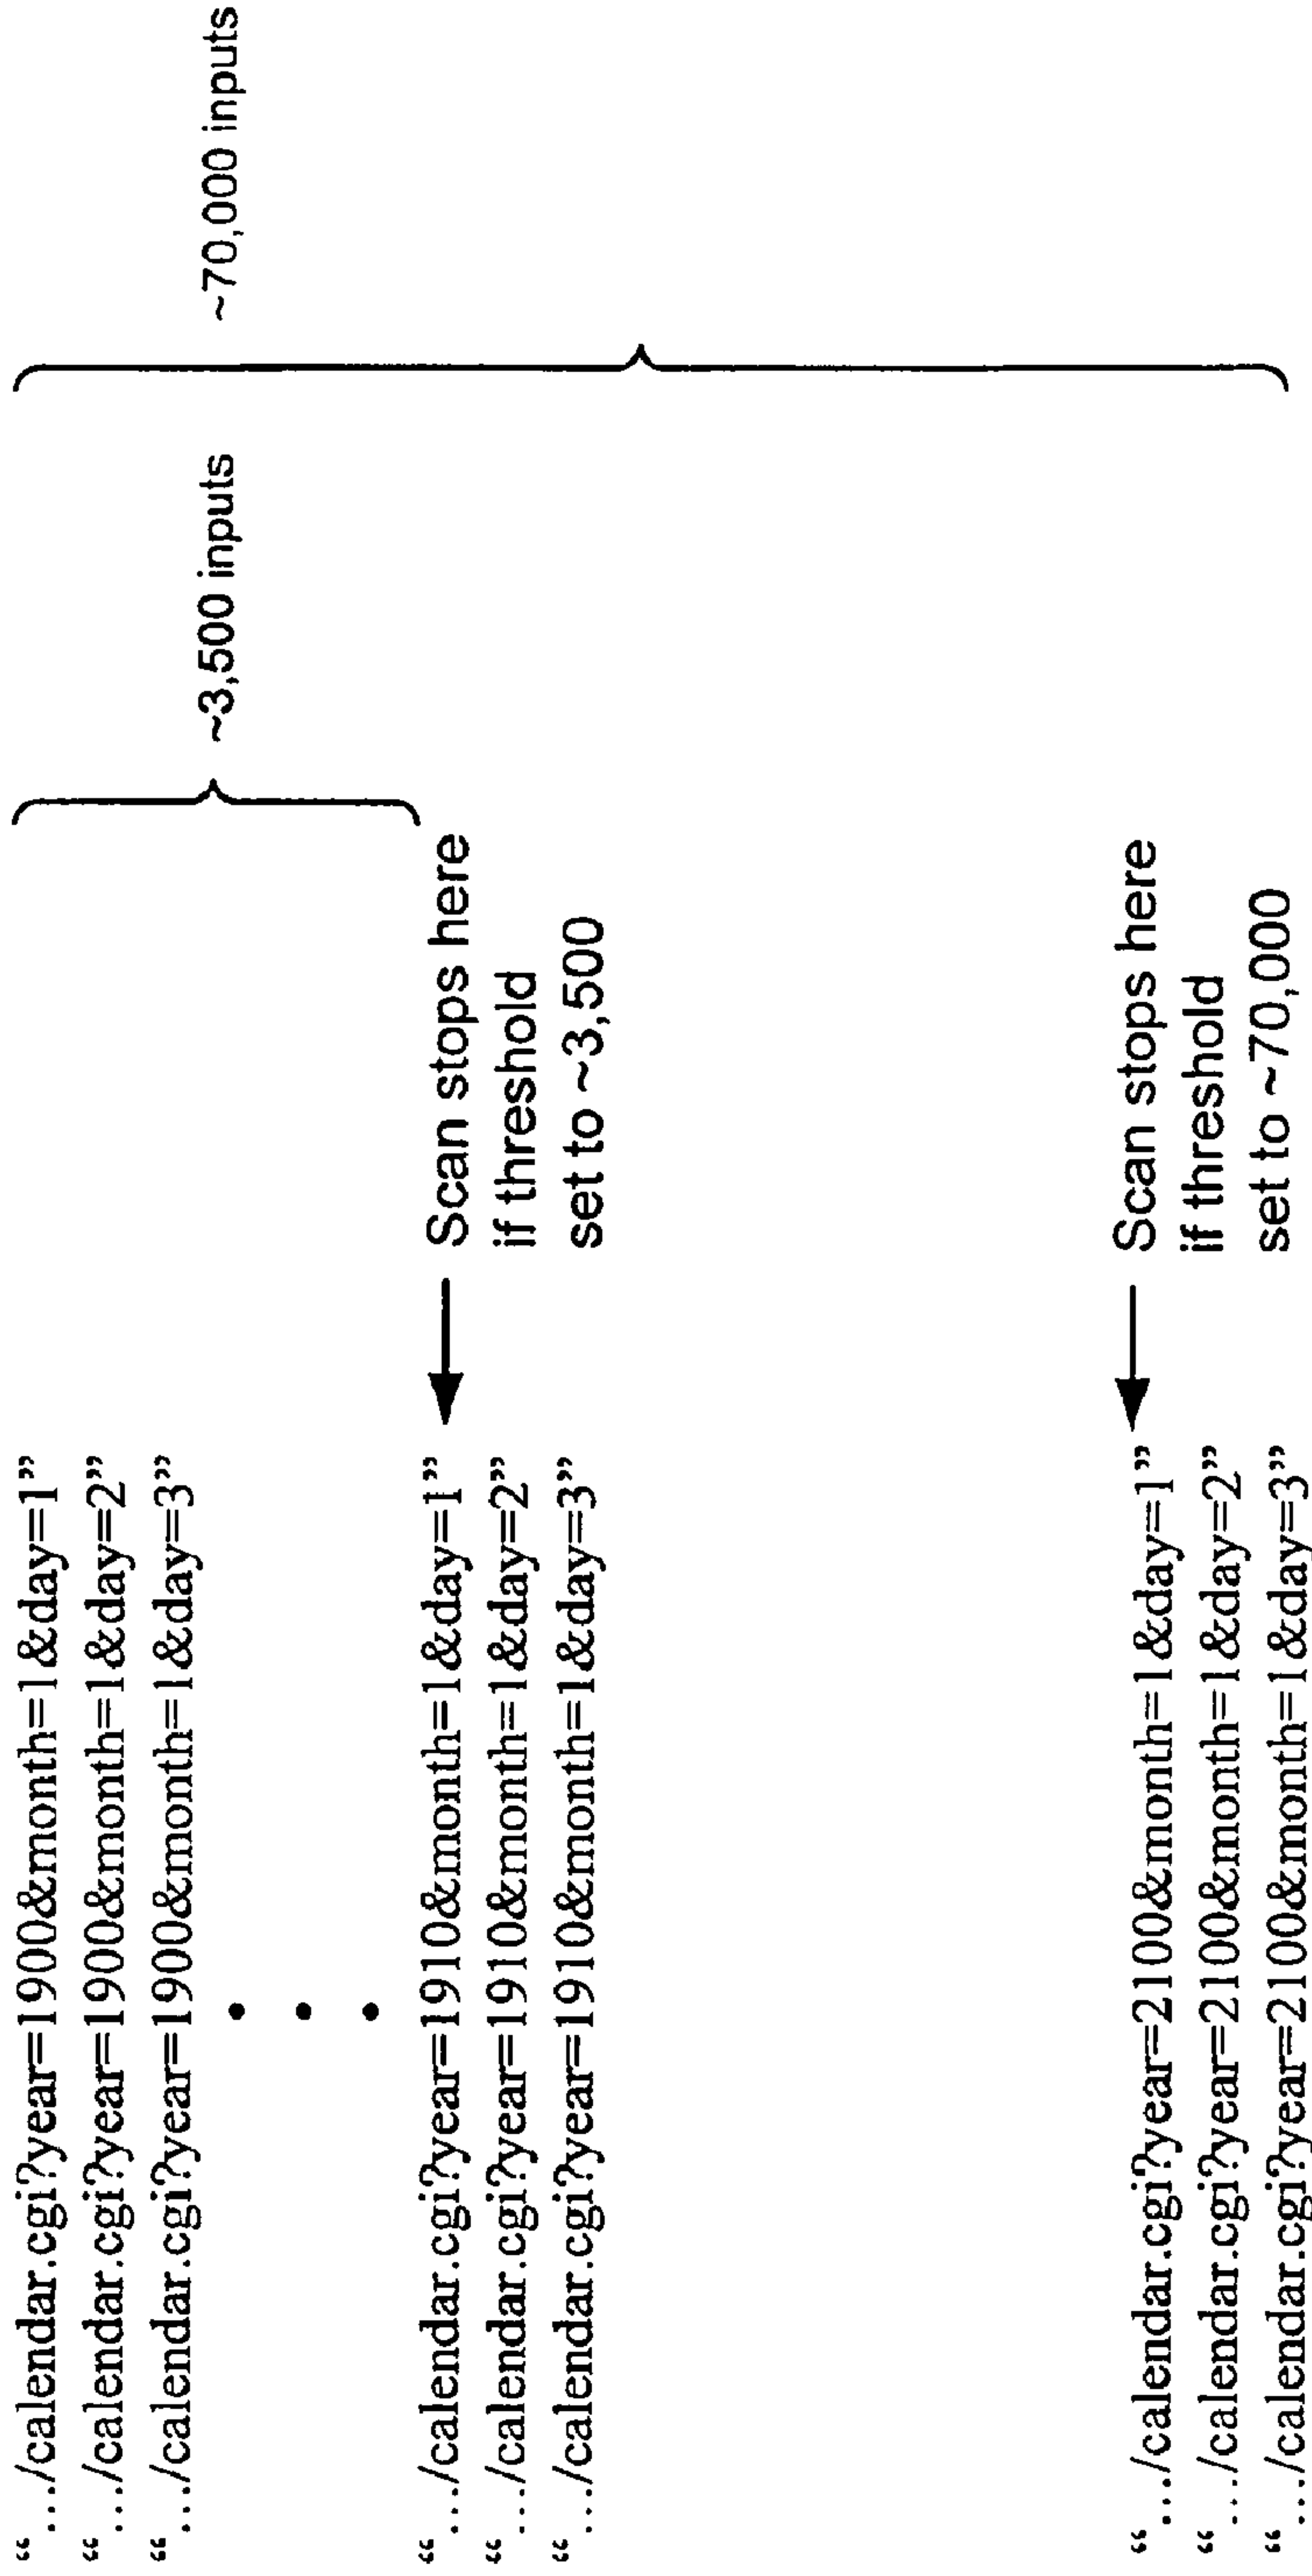 “…/calendar.cgi?year=1900&month=1&day=1”
“…/calendar.cgi?year=1900&month=1&day=2”
“…/calendar.cgi?year=1900&month=1&day=3”
~3,500 inputs
~70,000 inputs
“…/calendar.cgi?year=1910&month=1&day=1”
“…/calendar.cgi?year=1910&month=1&day=2”
“…/calendar.cgi?year=1910&month=1&day=3”
Scan stops here
if threshold
set to ~3,500
“…/calendar.cgi?year=2100&month=1&day=1”
“…/calendar.cgi?year=2100&month=1&day=2”
“…/calendar.cgi?year=2100&month=1&day=3”
Scan stops here
if threshold
set to ~70,000